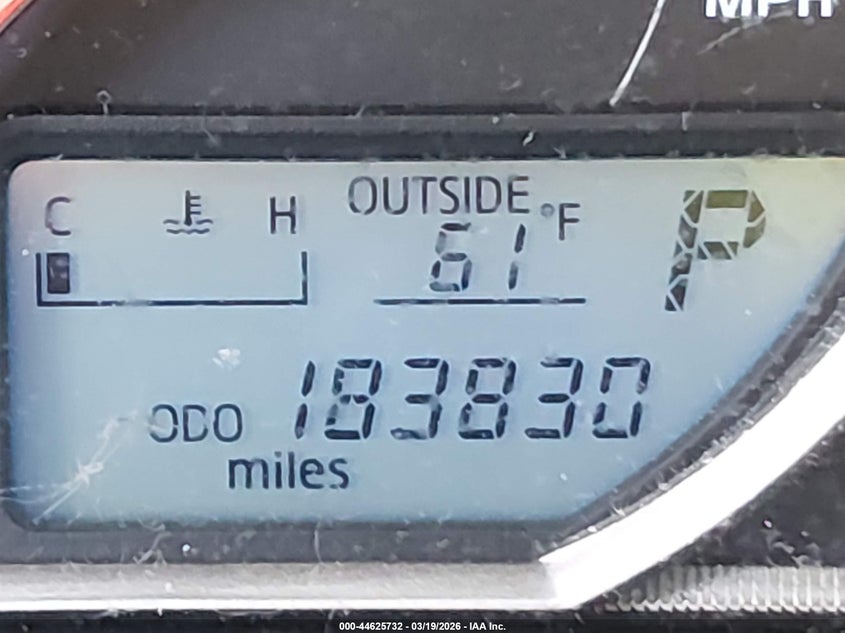 MPH
C H OUTSIDE °F P
61
ODO 183830
miles
000-44625732 - 03/19/2026 - IAA Inc.